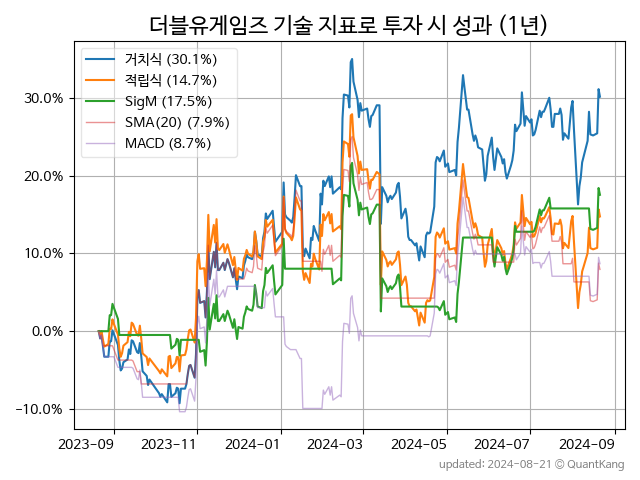 더블유게임즈 기술 지표로 투자 시 성과 (1년)
거치식 (30.1%)
적립식 (14.7%)
SigM (17.5%)
SMA(20) (7.9%)
MACD (8.7%)
30.0%
20.0%
10.0%
0.0%
−10.0%
2023-09 2023-11 2024-01 2024-03 2024-05 2024-07 2024-09
updated: 2024-08-21 © QuantKang